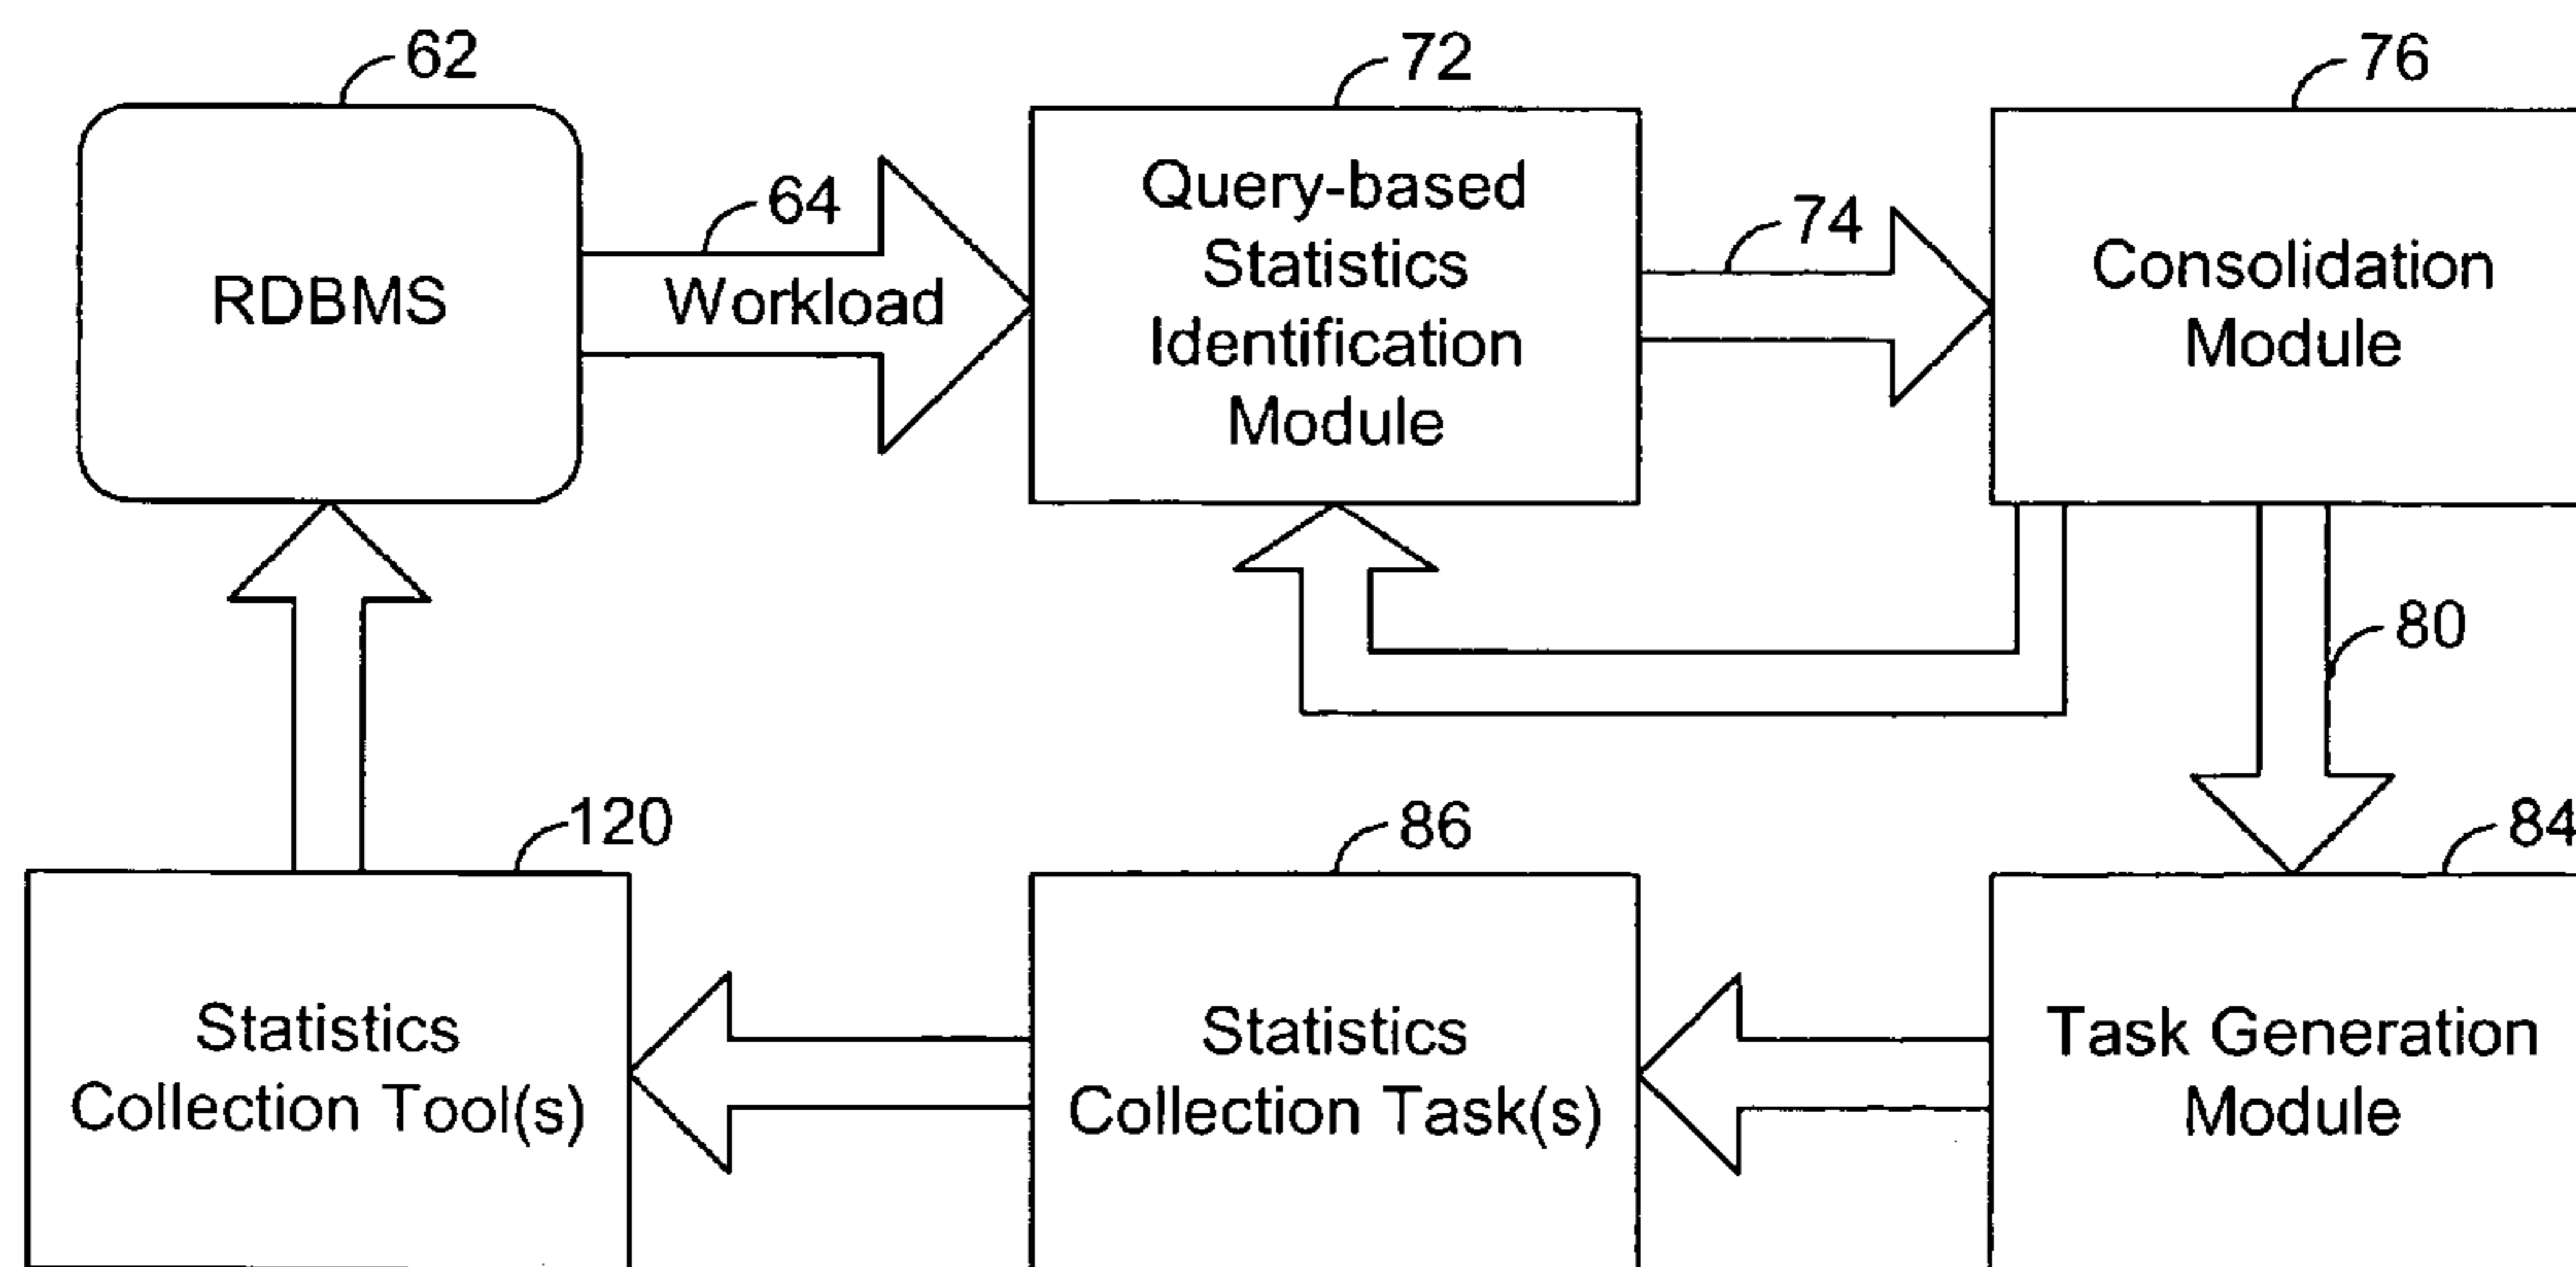 62
72
76
RDBMS
64
Workload
Query-based
Statistics
Identification
Module
74
Consolidation
Module
80
120
86
84
Statistics
Collection Tool(s)
Statistics
Collection Task(s)
Task Generation
Module